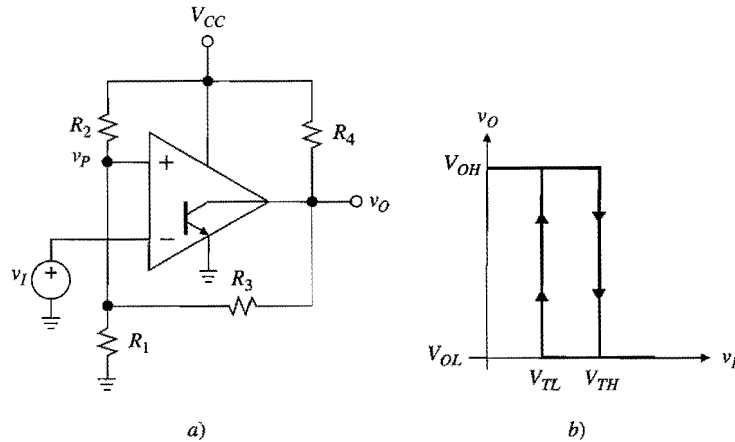 V_CC
R_2
R_4
v_P
+
v_O
−
v_I
+
R_3
R_1
a)
v_O
V_OH
V_OL
V_TL
V_TH
v_I
b)